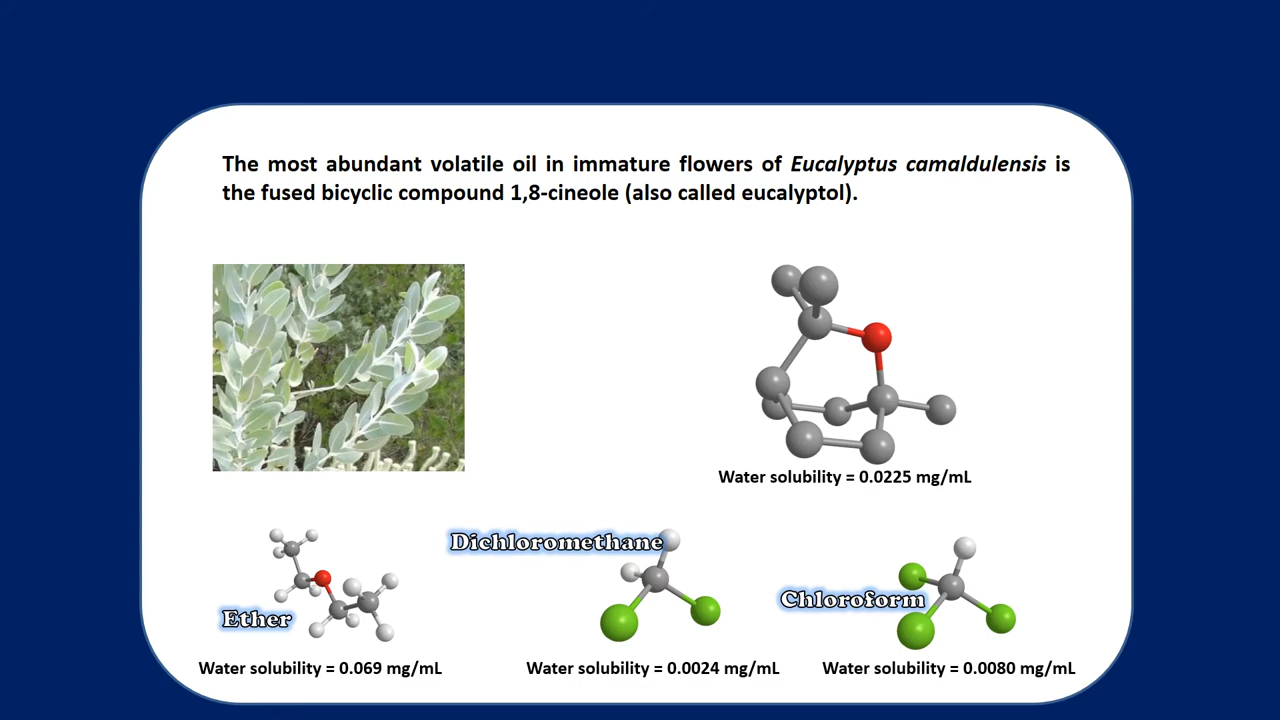 The most abundant volatile oil in immature flowers of Eucalyptus camaldulensis is
the fused bicyclic compound 1,8-cineole (also called eucalyptol).
Water solubility = 0.0225 mg/mL
Dichloromethane
Chloroform
Ether
Water solubility = 0.069 mg/mL
Water solubility = 0.0024 mg/mL
Water solubility = 0.0080 mg/mL